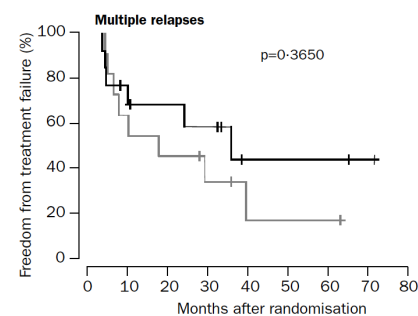 Multiple relapses
p=0·3650
Freedom from treatment failure (%)
100
80
60
40
20
0
0 10 20 30 40 50 60 70 80
Months after randomisation